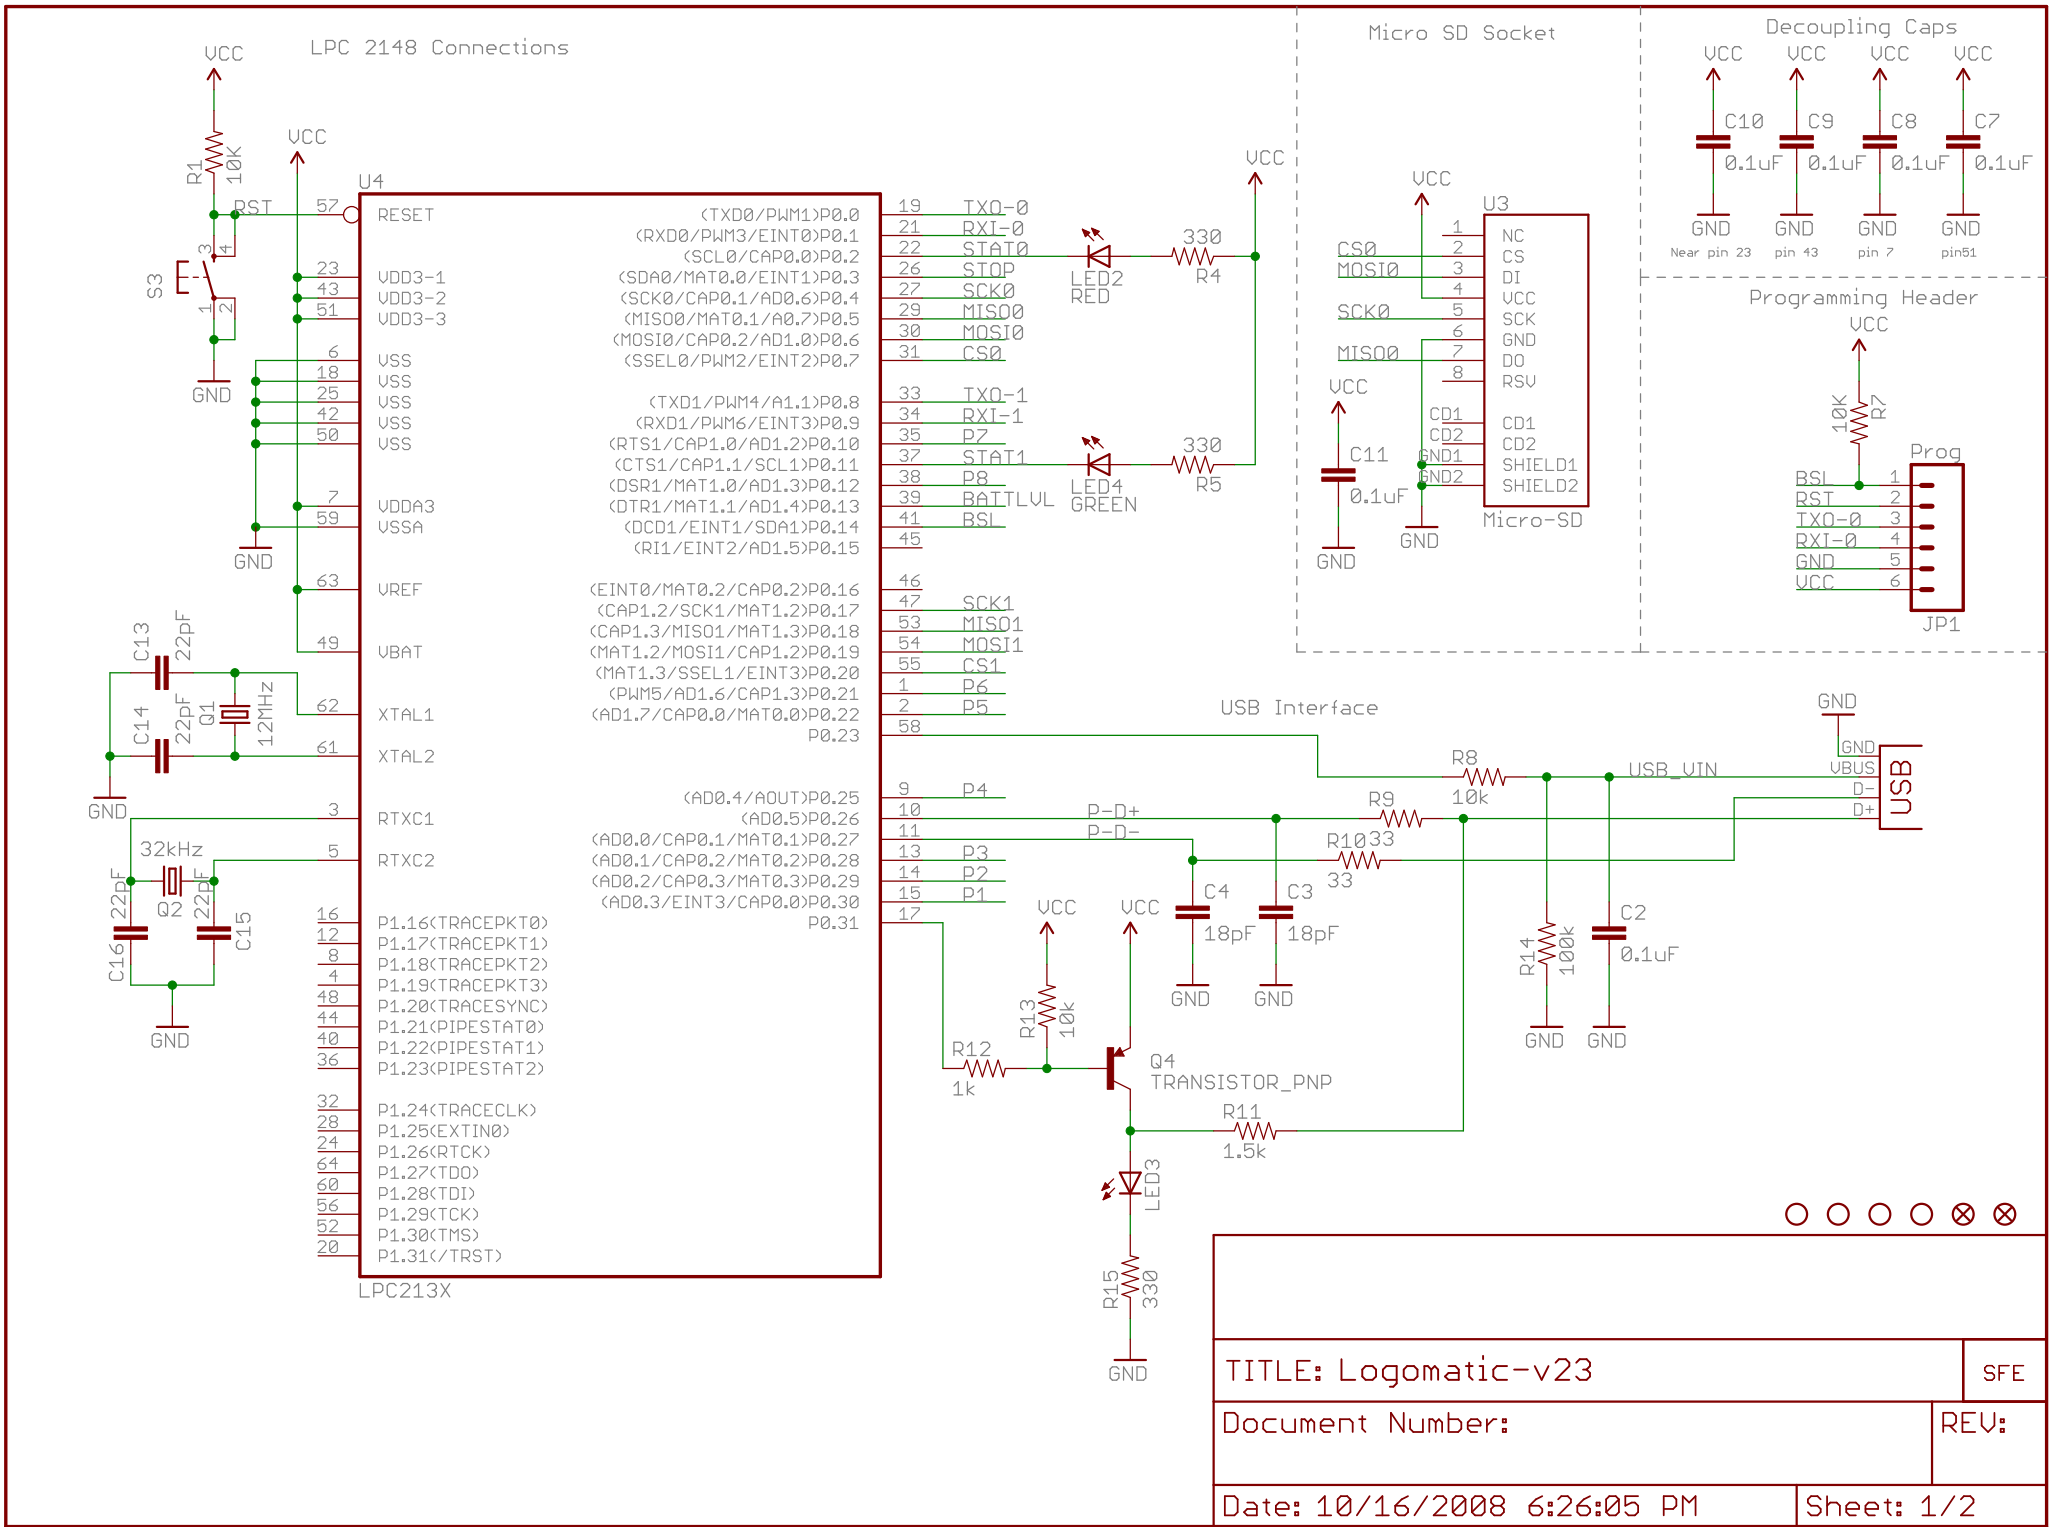 LPC 2148 Connections
VCC
R1
10K
VCC
RST
S3
3
4
1
2
GND
GND
U4
57 RESET
23 VDD3-1
43 VDD3-2
51 VDD3-3
6 VSS
18 VSS
25 VSS
42 VSS
50 VSS
7 VDDA3
59 VSSA
63 VREF
49 VBAT
62 XTAL1
61 XTAL2
3 RTXC1
5 RTXC2
16 P1.16(TRACEPKT0)
12 P1.17(TRACEPKT1)
8 P1.18(TRACEPKT2)
4 P1.19(TRACEPKT3)
48 P1.20(TRACESYNC)
44 P1.21(PIPESTAT0)
40 P1.22(PIPESTAT1)
36 P1.23(PIPESTAT2)
32 P1.24(TRACECLK)
28 P1.25(EXTIN0)
24 P1.26(RTCK)
64 P1.27(TDO)
60 P1.28(TDI)
56 P1.29(TCK)
52 P1.30(TMS)
20 P1.31(/TRST)
LPC213X
(TXD0/PWM1)P0.0 19 TXO-0
(RXD0/PWM3/EINT0)P0.1 21 RXI-0
(SCL0/CAP0.0)P0.2 22 STAT0
(SDA0/MAT0.0/EINT1)P0.3 26 STOP
(SCK0/CAP0.1/AD0.6)P0.4 27 SCK0
(MISO0/MAT0.1/A0.7)P0.5 29 MISO0
(MOSI0/CAP0.2/AD1.0)P0.6 30 MOSI0
(SSEL0/PWM2/EINT2)P0.7 31 CS0
(TXD1/PWM4/A1.1)P0.8 33 TXO-1
(RXD1/PWM6/EINT3)P0.9 34 RXI-1
(RTS1/CAP1.0/AD1.2)P0.10 35 P7
(CTS1/CAP1.1/SCL1)P0.11 37 STAT1
(DSR1/MAT1.0/AD1.3)P0.12 38 P8
(DTR1/MAT1.1/AD1.4)P0.13 39 BATTLVL
(DCD1/EINT1/SDA1)P0.14 41 BSL
(RI1/EINT2/AD1.5)P0.15 45
(EINT0/MAT0.2/CAP0.2)P0.16 46
(CAP1.2/SCK1/MAT1.2)P0.17 47 SCK1
(CAP1.3/MISO1/MAT1.3)P0.18 53 MISO1
(MAT1.2/MOSI1/CAP1.2)P0.19 54 MOSI1
(MAT1.3/SSEL1/EINT3)P0.20 55 CS1
(PWM5/AD1.6/CAP1.3)P0.21 1 P6
(AD1.7/CAP0.0/MAT0.0)P0.22 2 P5
P0.23 58
(AD0.4/AOUT)P0.25 9 P4
(AD0.5)P0.26 10 P-D+
(AD0.0/CAP0.1/MAT0.1)P0.27 11 P-D-
(AD0.1/CAP0.2/MAT0.2)P0.28 13 P3
(AD0.2/CAP0.3/MAT0.3)P0.29 14 P2
(AD0.3/EINT3/CAP0.0)P0.30 15 P1
P0.31 17
C13
22pF
C14
22pF
Q1
12MHz
GND
32kHz
Q2
22pF
C16
22pF
C15
GND
VCC
LED2
RED
330
R4
LED4
GREEN
330
R5
Micro SD Socket
VCC
U3
1 NC
CS0 2 CS
MOSI0 3 DI
4 VCC
SCK0 5 SCK
6 GND
MISO0 7 DO
8 RSV
CD1 CD1
CD2 CD2
GND1 SHIELD1
GND2 SHIELD2
Micro-SD
VCC
C11
0.1uF
GND
GND
Decoupling Caps
VCC VCC VCC VCC
C10 C9 C8 C7
0.1uF 0.1uF 0.1uF 0.1uF
GND GND GND GND
Near pin 23 pin 43 pin 7 pin51
Programming Header
VCC
10K
R7
Prog
BSL 1
RST 2
TXO-0 3
RXI-0 4
GND 5
VCC 6
JP1
USB Interface
GND
GND
VBUS
D-
D+
USB
R8
10k
USB_VIN
R9
33
R10
33
C4
18pF
GND
C3
18pF
GND
R14
100k
GND
C2
0.1uF
GND
VCC
R13
10k
VCC
R12
1k
Q4
TRANSISTOR_PNP
R11
1.5k
LED3
R15
330
GND
TITLE: Logomatic-v23
SFE
Document Number:
REV:
Date: 10/16/2008 6:26:05 PM
Sheet: 1/2